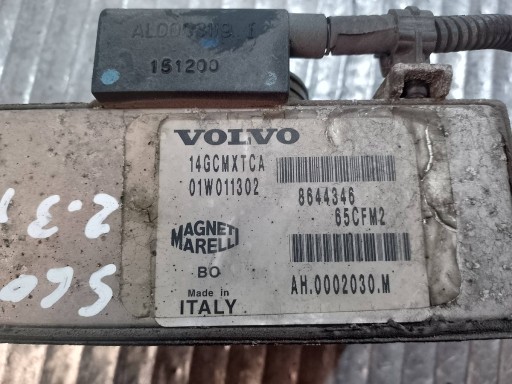 151200
VOLVO
14GCMXTCA
01W011302
8644346
65CFM2
MAGNETI
MARELLI
BO
AH.0002030.M
Made in
ITALY
2.3
S60